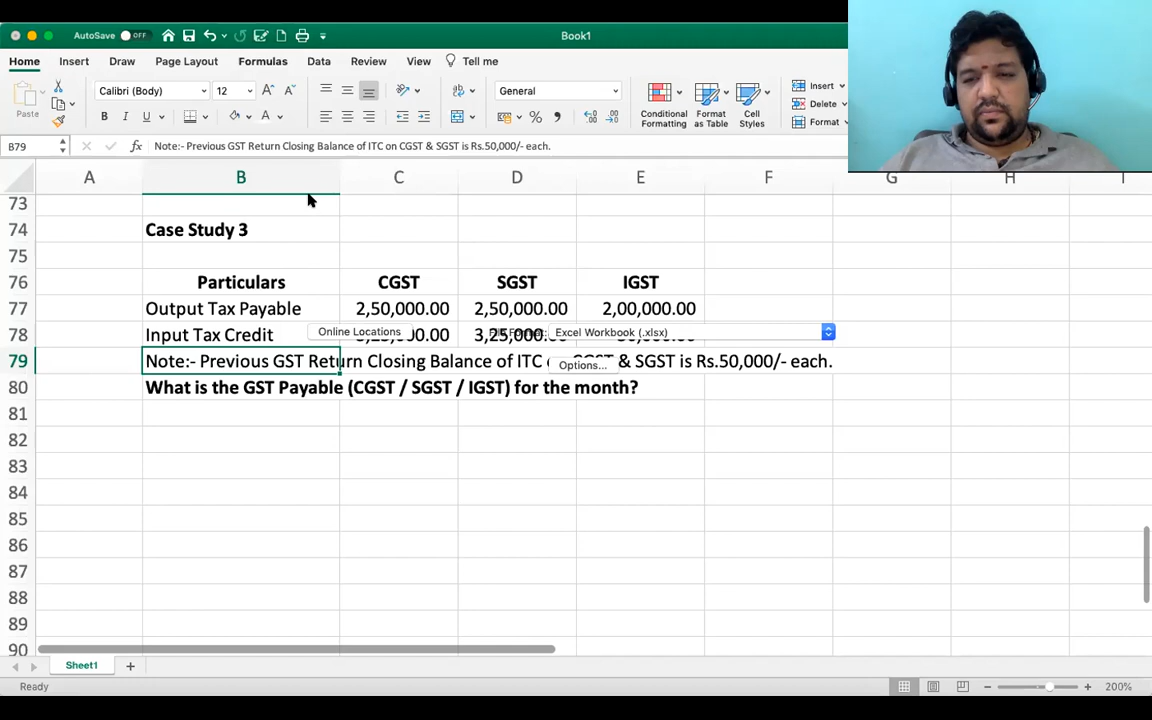 AutoSave OFF Book1
Home Insert Draw Page Layout Formulas Data Review View Tell me
Paste Calibri (Body) 12 A A General Conditional Formatting Format as Table Cell Styles Insert Delete Format
B I U A $ % 9
B79 fx Note:- Previous GST Return Closing Balance of ITC on CGST & SGST is Rs.50,000/- each.
A B C D E F G H I
73
74 Case Study 3
75
76 Particulars CGST SGST IGST
77 Output Tax Payable 2,50,000.00 2,50,000.00 2,00,000.00
78 Input Tax Credit Online Locations 3,25,000.00 Excel Workbook (.xlsx)
79 Note:- Previous GST Return Closing Balance of ITC CGST & SGST is Rs.50,000/- each.
Options...
80 What is the GST Payable (CGST / SGST / IGST) for the month?
81
82
83
84
85
86
87
88
89
90
Sheet1 +
Ready 200%